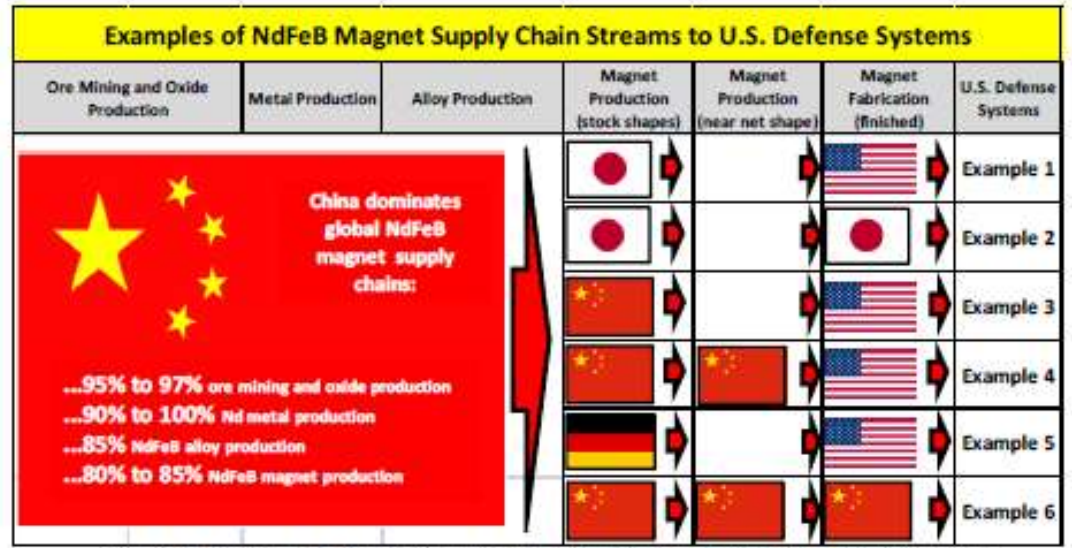 Examples of NdFeB Magnet Supply Chain Streams to U.S. Defense Systems
Ore Mining and Oxide
Production
Metal Production
Alloy Production
Magnet
Production
(stock shapes)
Magnet
Production
(near net shape)
Magnet
Fabrication
(finished)
U.S. Defense
Systems
China dominates
global NdFeB
magnet supply
chains:
...95% to 97% ore mining and oxide production
...90% to 100% Nd metal production
...85% NdFeB alloy production
...80% to 85% NdFeB magnet production
Example 1
Example 2
Example 3
Example 4
Example 5
Example 6